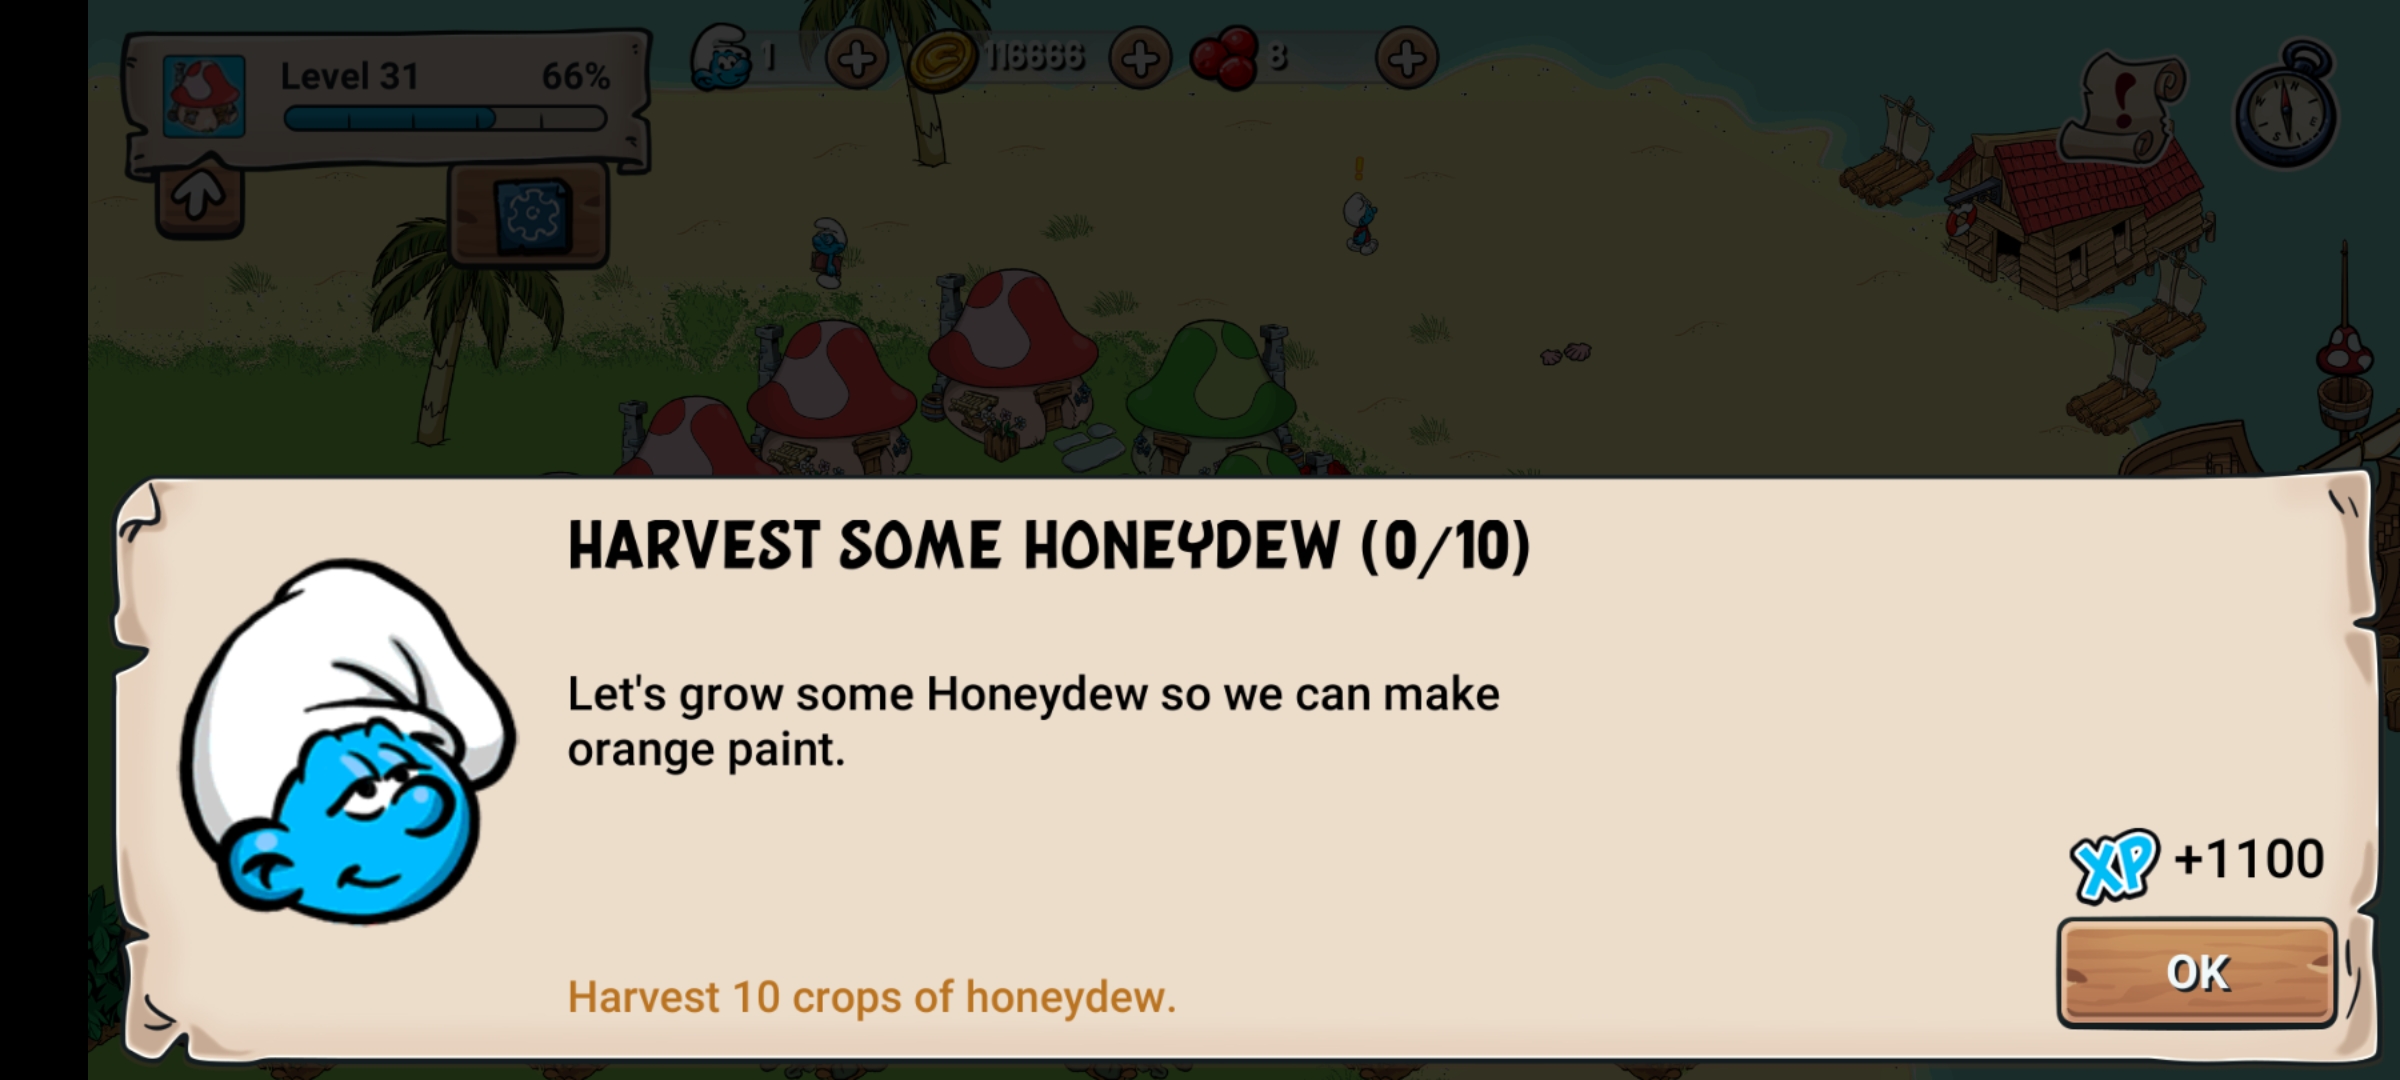 Level 31 66%
1 116666 8
HARVEST SOME HONEYDEW (0/10)
Let's grow some Honeydew so we can make
orange paint.
XP +1100
Harvest 10 crops of honeydew.
OK